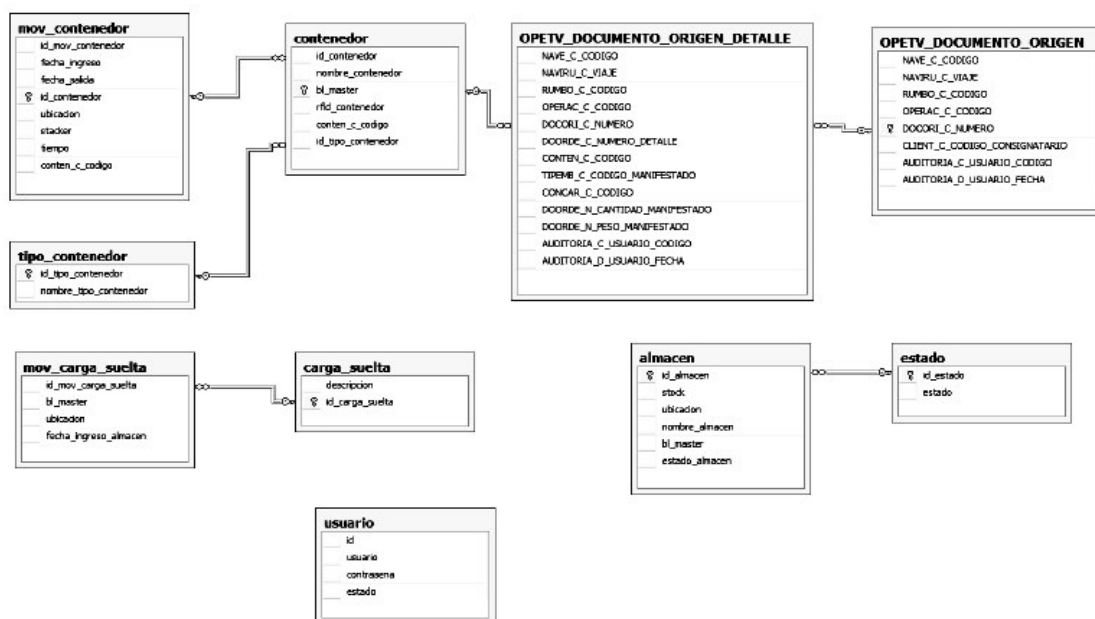 mov_contenedor
id_mov_contenedor
fecha_ingreso
fecha_salida
id_contenedor
ubicacion
stacker
tiempo
conten_c_codigo
contenedor
id_contenedor
nombre_contenedor
bl_master
rfid_contenedor
conten_c_codigo
id_tipo_contenedor
OPETV_DOCUMENTO_ORIGEN_DETALLE
NAVE_C_CODIGO
NAVIRU_C_VIAJE
RUMBO_C_CODIGO
OPERAC_C_CODIGO
DOCORI_C_NUMERO
DOORDE_C_NUMERO_DETALLE
CONTEN_C_CODIGO
TIPEMB_C_CODIGO_MANIFESTADO
CONCAR_C_CODIGO
DOORDE_N_CANTIDAD_MANIFESTADO
DOORDE_N_PESO_MANIFESTADO
AUDITORIA_C_USUARIO_CODIGO
AUDITORIA_D_USUARIO_FECHA
OPETV_DOCUMENTO_ORIGEN
NAVE_C_CODIGO
NAVIRU_C_VIAJE
RUMBO_C_CODIGO
OPERAC_C_CODIGO
DOCORI_C_NUMERO
CLIENT_C_CODIGO_CONSIGNATARIO
AUDITORIA_C_USUARIO_CODIGO
AUDITORIA_D_USUARIO_FECHA
tipo_contenedor
id_tipo_contenedor
nombre_tipo_contenedor
mov_carga_suelta
id_mov_carga_suelta
bl_master
ubicacion
fecha_ingreso_almacen
carga_suelta
descripcion
id_carga_suelta
almacen
id_almacen
stock
ubicacion
nombre_almacen
bl_master
estado_almacen
estado
id_estado
estado
usuario
id
usuario
contrasena
estado